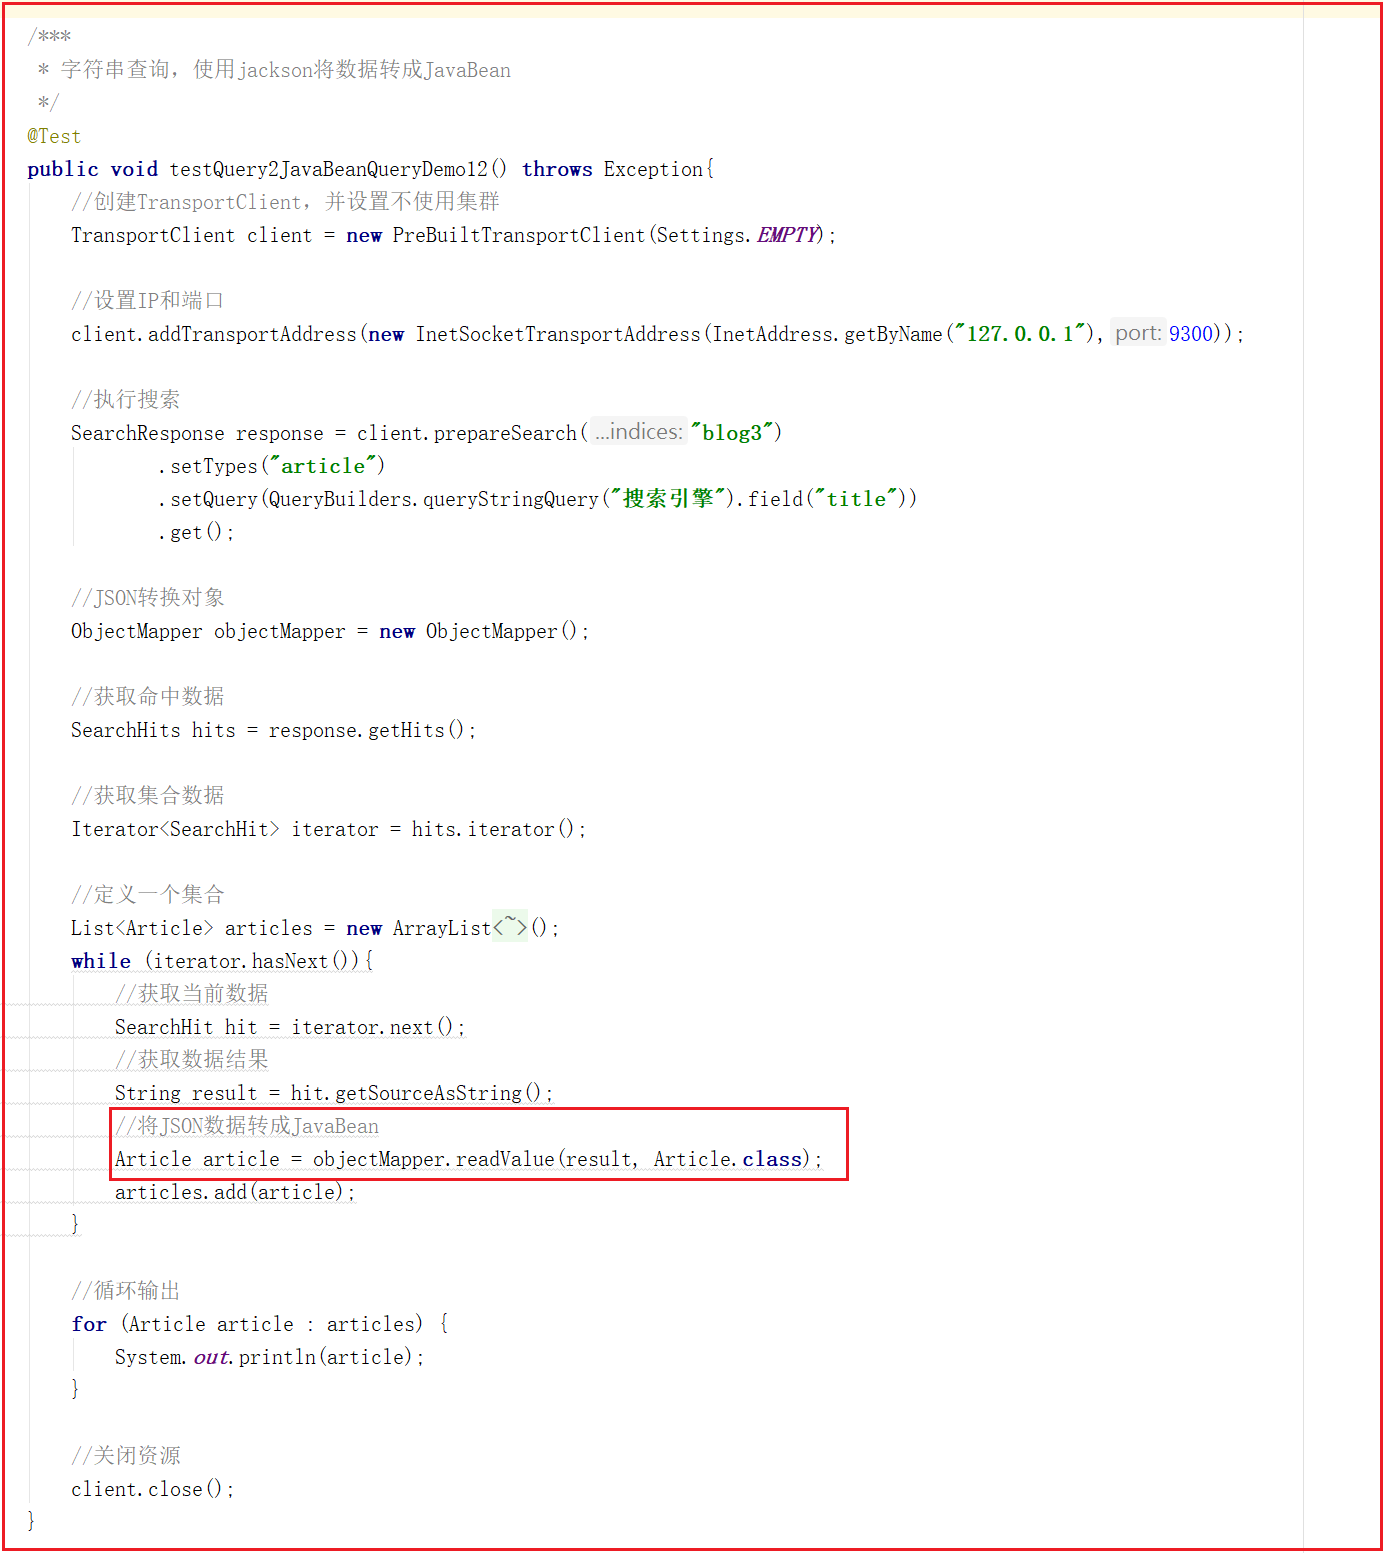 /***
 * 字符串查询，使用jackson将数据转成JavaBean
 */
@Test
public void testQuery2JavaBeanQueryDemo12() throws Exception{
    //创建TransportClient，并设置不使用集群
    TransportClient client = new PreBuiltTransportClient(Settings.EMPTY);
    //设置IP和端口
    client.addTransportAddress(new InetSocketTransportAddress(InetAddress.getByName("127.0.0.1"), port: 9300));
    //执行搜索
    SearchResponse response = client.prepareSearch( ...indices: "blog3")
            .setTypes("article")
            .setQuery(QueryBuilders.queryStringQuery("搜索引擎").field("title"))
            .get();
    //JSON转换对象
    ObjectMapper objectMapper = new ObjectMapper();
    //获取命中数据
    SearchHits hits = response.getHits();
    //获取集合数据
    Iterator<SearchHit> iterator = hits.iterator();
    //定义一个集合
    List<Article> articles = new ArrayList<~>();
    while (iterator.hasNext()){
        //获取当前数据
        SearchHit hit = iterator.next();
        //获取数据结果
        String result = hit.getSourceAsString();
        //将JSON数据转成JavaBean
        Article article = objectMapper.readValue(result, Article.class);
        articles.add(article);
    }
    //循环输出
    for (Article article : articles) {
        System.out.println(article);
    }
    //关闭资源
    client.close();
}